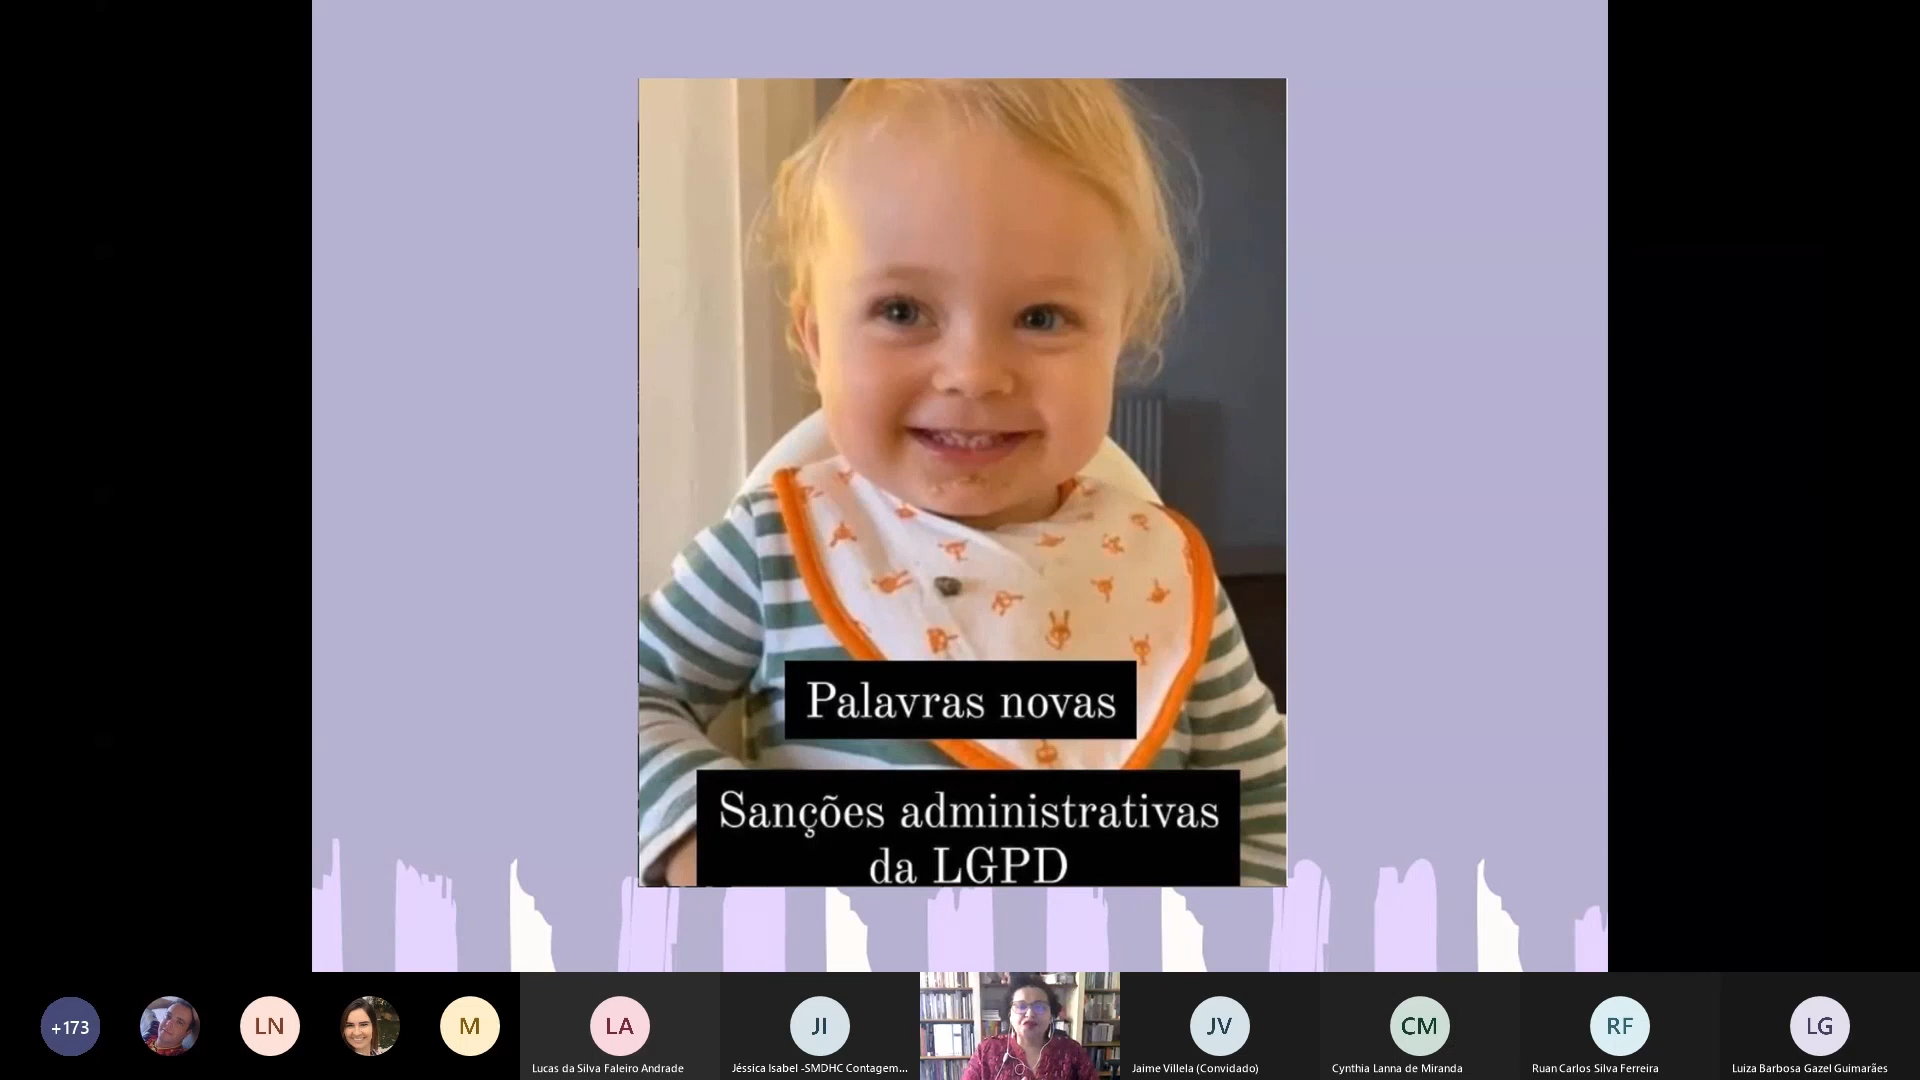 Palavras novas
Sanções administrativas
da LGPD
+173
LN
M
LA
Lucas da Silva Faleiro Andrade
JI
Jéssica Isabel -SMDHC Contagem...
JV
Jaime Villela (Convidado)
CM
Cynthia Lanna de Miranda
RF
Ruan Carlos Silva Ferreira
LG
Luiza Barbosa Gazel Guimarães